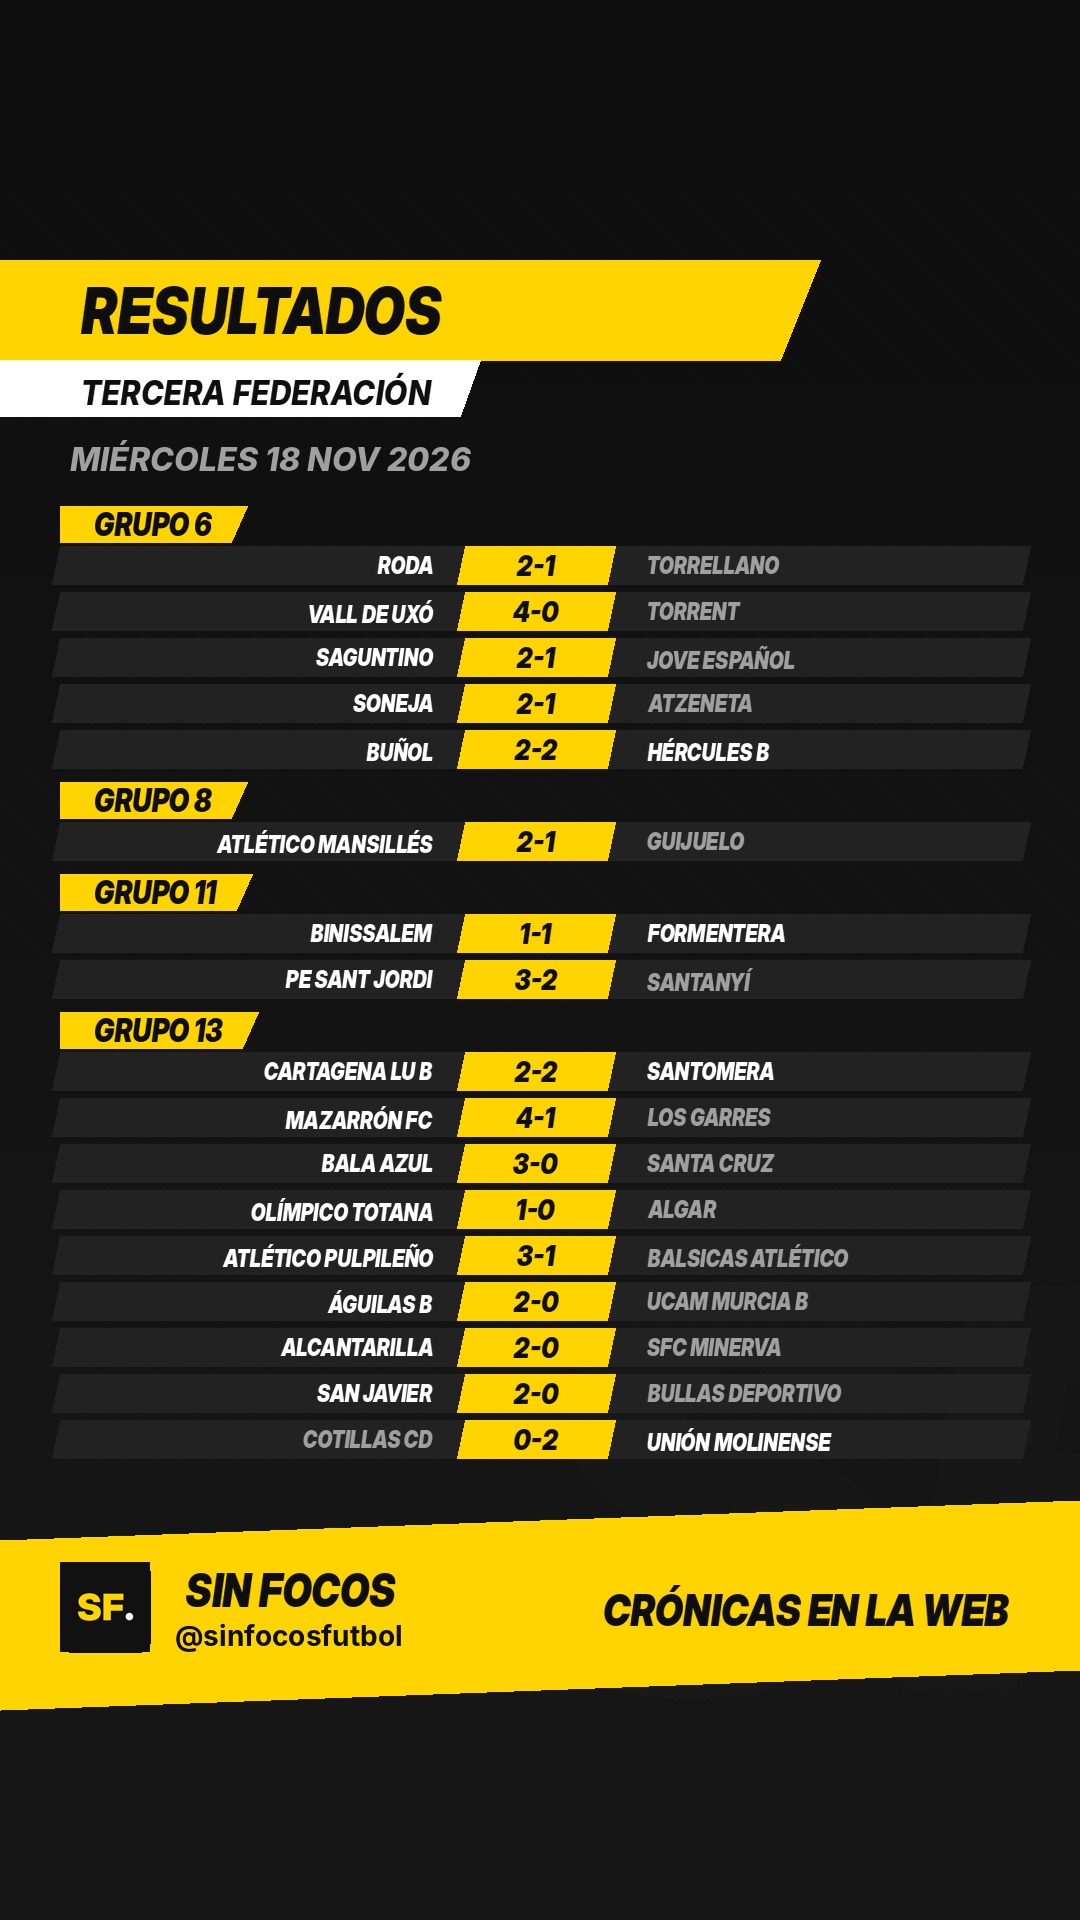 RESULTADOS
TERCERA FEDERACIÓN
MIÉRCOLES 18 NOV 2026
GRUPO 6
RODA 2-1 TORRELLANO
VALL DE UXÓ 4-0 TORRENT
SAGUNTINO 2-1 JOVE ESPAÑOL
SONEJA 2-1 ATZENETA
BUÑOL 2-2 HÉRCULES B
GRUPO 8
ATLÉTICO MANSILLÉS 2-1 GUIJUELO
GRUPO 11
BINISSALEM 1-1 FORMENTERA
PE SANT JORDI 3-2 SANTANYÍ
GRUPO 13
CARTAGENA LU B 2-2 SANTOMERA
MAZARRÓN FC 4-1 LOS GARRES
BALA AZUL 3-0 SANTA CRUZ
OLÍMPICO TOTANA 1-0 ALGAR
ATLÉTICO PULPILEÑO 3-1 BALSICAS ATLÉTICO
ÁGUILAS B 2-0 UCAM MURCIA B
ALCANTARILLA 2-0 SFC MINERVA
SAN JAVIER 2-0 BULLAS DEPORTIVO
COTILLAS CD 0-2 UNIÓN MOLINENSE
SF.
SIN FOCOS
@sinfocosfutbol
CRÓNICAS EN LA WEB